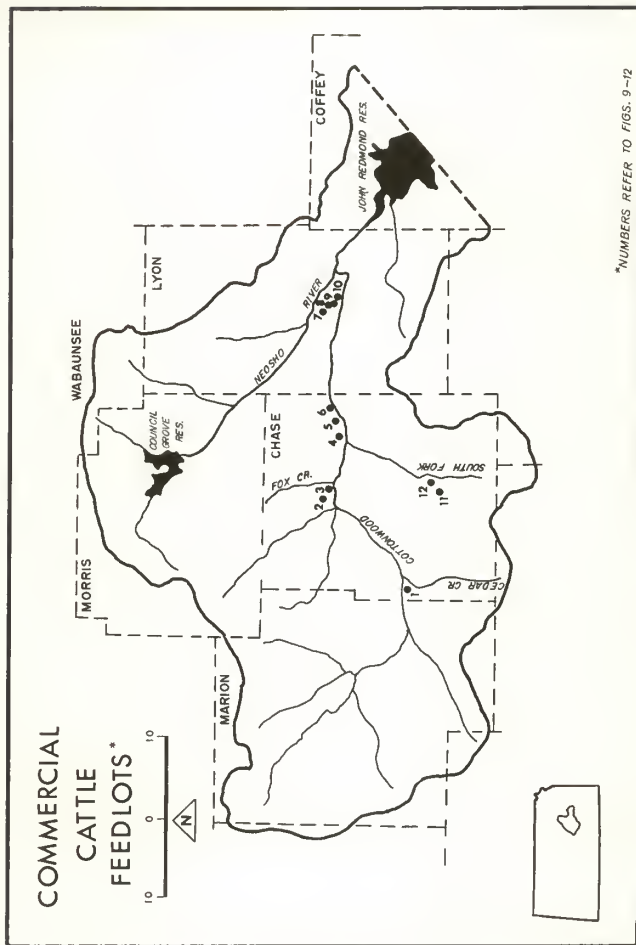 COMMERCIAL
CATTLE
FEEDLOTS*
10 0 10
N
MORRIS
WABAUNSEE
LYON
COFFEY
COUNCIL
GROVE
RES.
NEOSHO
RIVER
JOHN REDMOND RES.
MARION
CHASE
FOX CR.
COTTONWOOD
SOUTH FORK
CEDAR CR
1
2
3
4
5
6
7
8
9
10
11
12
*NUMBERS REFER TO FIGS. 9-12